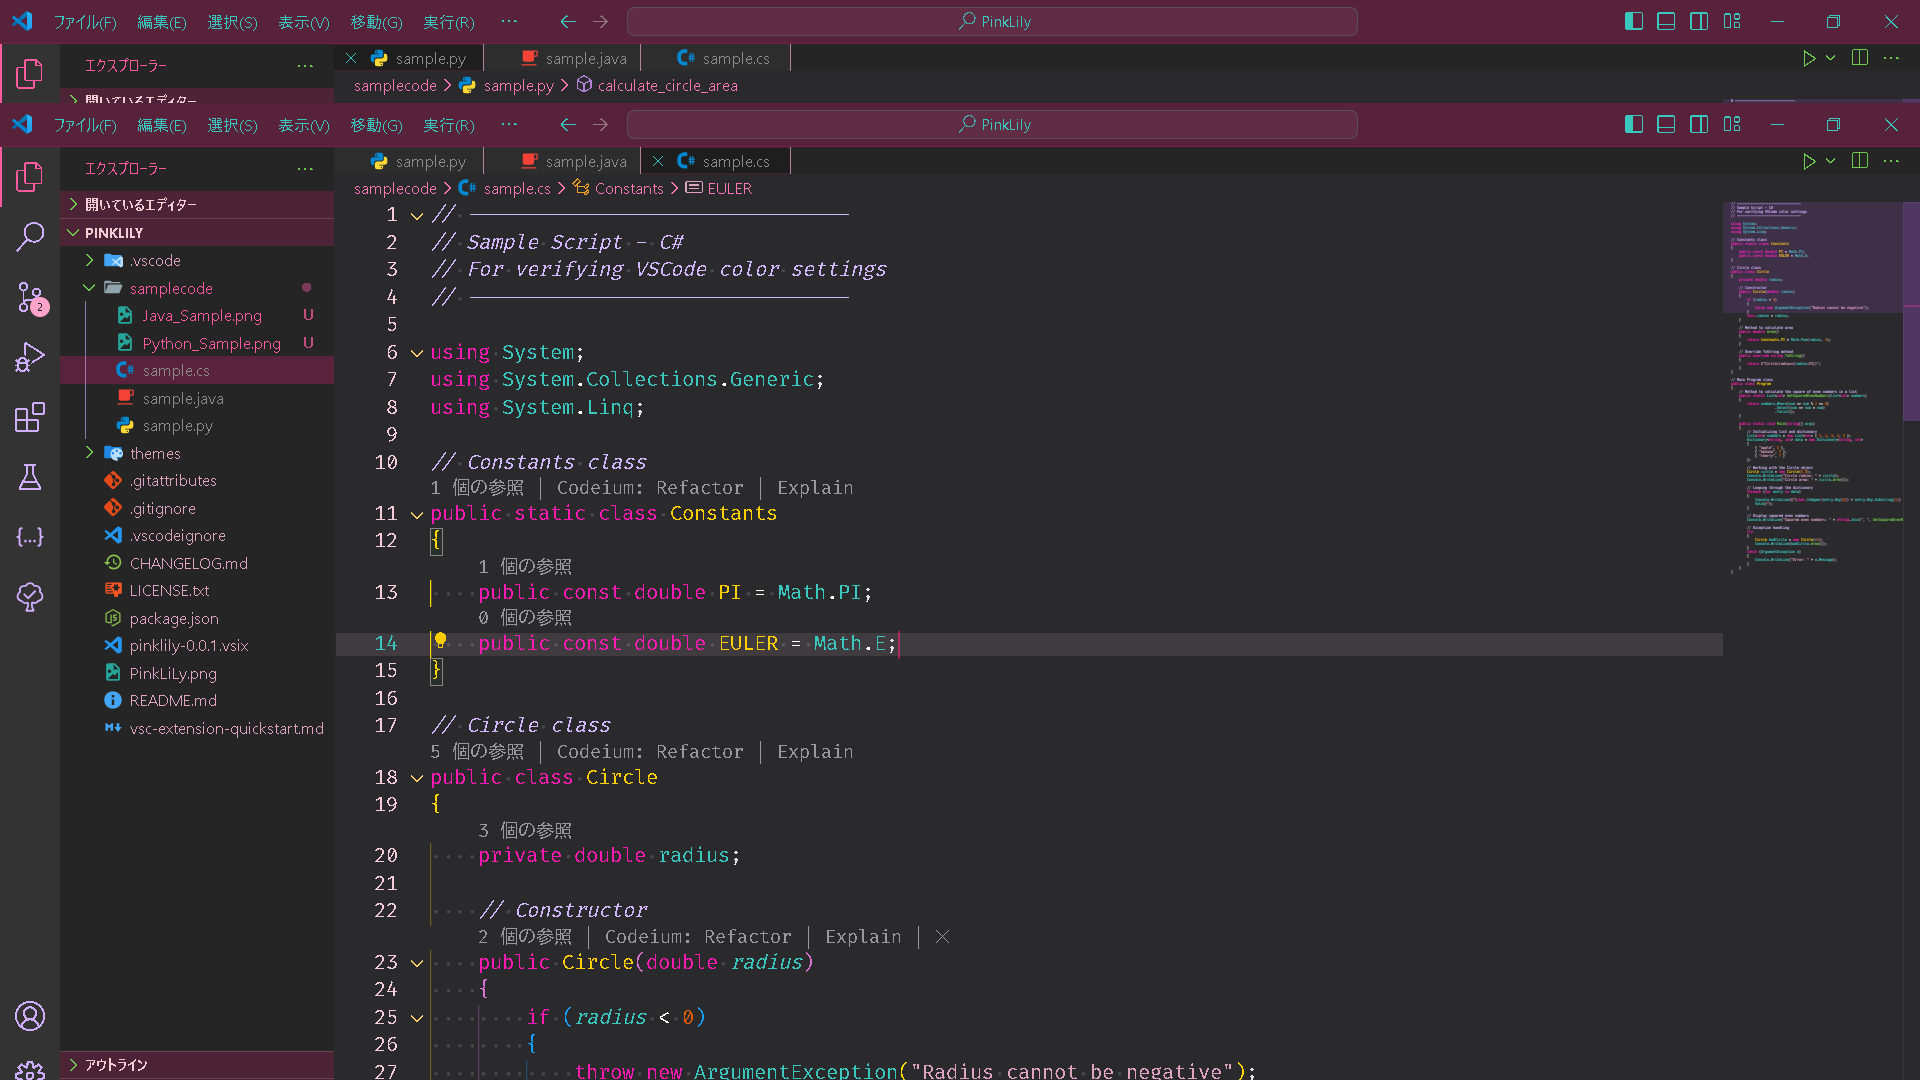 ファイル(F) 編集(E) 選択(S) 表示(V) 移動(G) 実行(R) ··· PinkLily
エクスプローラー ···
sample.py sample.java sample.cs
samplecode > sample.py > calculate_circle_area
開いているエディター
ファイル(F) 編集(E) 選択(S) 表示(V) 移動(G) 実行(R) ··· PinkLily
エクスプローラー ···
sample.py sample.java sample.cs
samplecode > sample.cs > Constants > EULER
開いているエディター
PINKLILY
.vscode
samplecode
Java_Sample.png U
Python_Sample.png U
sample.cs
sample.java
sample.py
themes
.gitattributes
.gitignore
.vscodeignore
CHANGELOG.md
LICENSE.txt
package.json
pinklily-0.0.1.vsix
PinkLiLy.png
README.md
vsc-extension-quickstart.md
アウトライン
2
1 // ────────────────────────────────
2 // Sample Script - C#
3 // For verifying VSCode color settings
4 // ────────────────────────────────
5
6 using System;
7 using System.Collections.Generic;
8 using System.Linq;
9
10 // Constants class
1 個の参照 | Codeium: Refactor | Explain
11 public static class Constants
12 {
1 個の参照
13 public const double PI = Math.PI;
0 個の参照
14 public const double EULER = Math.E;
15 }
16
17 // Circle class
5 個の参照 | Codeium: Refactor | Explain
18 public class Circle
19 {
3 個の参照
20 private double radius;
21
22 // Constructor
2 個の参照 | Codeium: Refactor | Explain | ×
23 public Circle(double radius)
24 {
25 if (radius < 0)
26 {
27 throw new ArgumentException("Radius cannot be negative");